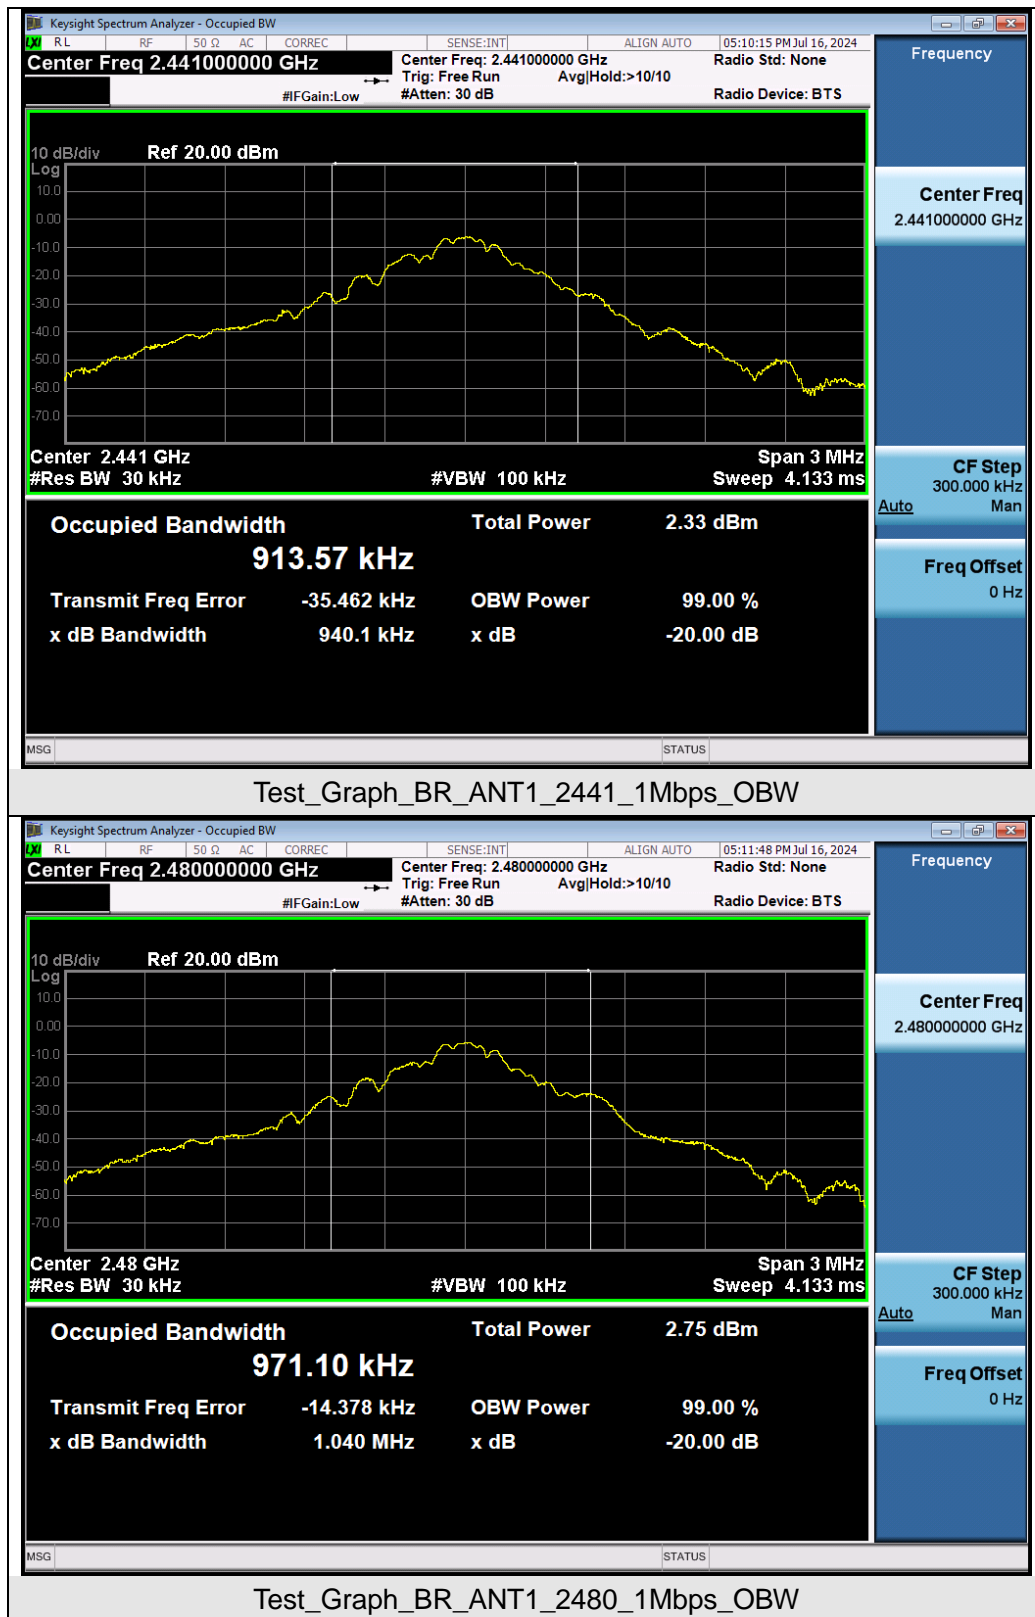 Keysight Spectrum Analyzer - Occupied BW
LXI RL RF 50 Ω AC CORREC SENSE:INT ALIGN AUTO 05:10:15 PM Jul 16, 2024
Center Freq 2.441000000 GHz Center Freq: 2.441000000 GHz Radio Std: None
Trig: Free Run Avg|Hold:>10/10
#IFGain:Low #Atten: 30 dB Radio Device: BTS
10 dB/div Ref 20.00 dBm
Log
10.0
0.00
-10.0
-20.0
-30.0
-40.0
-50.0
-60.0
-70.0
Center 2.441 GHz Span 3 MHz
#Res BW 30 kHz #VBW 100 kHz Sweep 4.133 ms
Occupied Bandwidth Total Power 2.33 dBm
913.57 kHz
Transmit Freq Error -35.462 kHz OBW Power 99.00 %
x dB Bandwidth 940.1 kHz x dB -20.00 dB
MSG STATUS
Frequency
Center Freq
2.441000000 GHz
CF Step
300.000 kHz
Auto Man
Freq Offset
0 Hz
Test_Graph_BR_ANT1_2441_1Mbps_OBW
Keysight Spectrum Analyzer - Occupied BW
LXI RL RF 50 Ω AC CORREC SENSE:INT ALIGN AUTO 05:11:48 PM Jul 16, 2024
Center Freq 2.480000000 GHz Center Freq: 2.480000000 GHz Radio Std: None
Trig: Free Run Avg|Hold:>10/10
#IFGain:Low #Atten: 30 dB Radio Device: BTS
10 dB/div Ref 20.00 dBm
Log
10.0
0.00
-10.0
-20.0
-30.0
-40.0
-50.0
-60.0
-70.0
Center 2.48 GHz Span 3 MHz
#Res BW 30 kHz #VBW 100 kHz Sweep 4.133 ms
Occupied Bandwidth Total Power 2.75 dBm
971.10 kHz
Transmit Freq Error -14.378 kHz OBW Power 99.00 %
x dB Bandwidth 1.040 MHz x dB -20.00 dB
MSG STATUS
Frequency
Center Freq
2.480000000 GHz
CF Step
300.000 kHz
Auto Man
Freq Offset
0 Hz
Test_Graph_BR_ANT1_2480_1Mbps_OBW